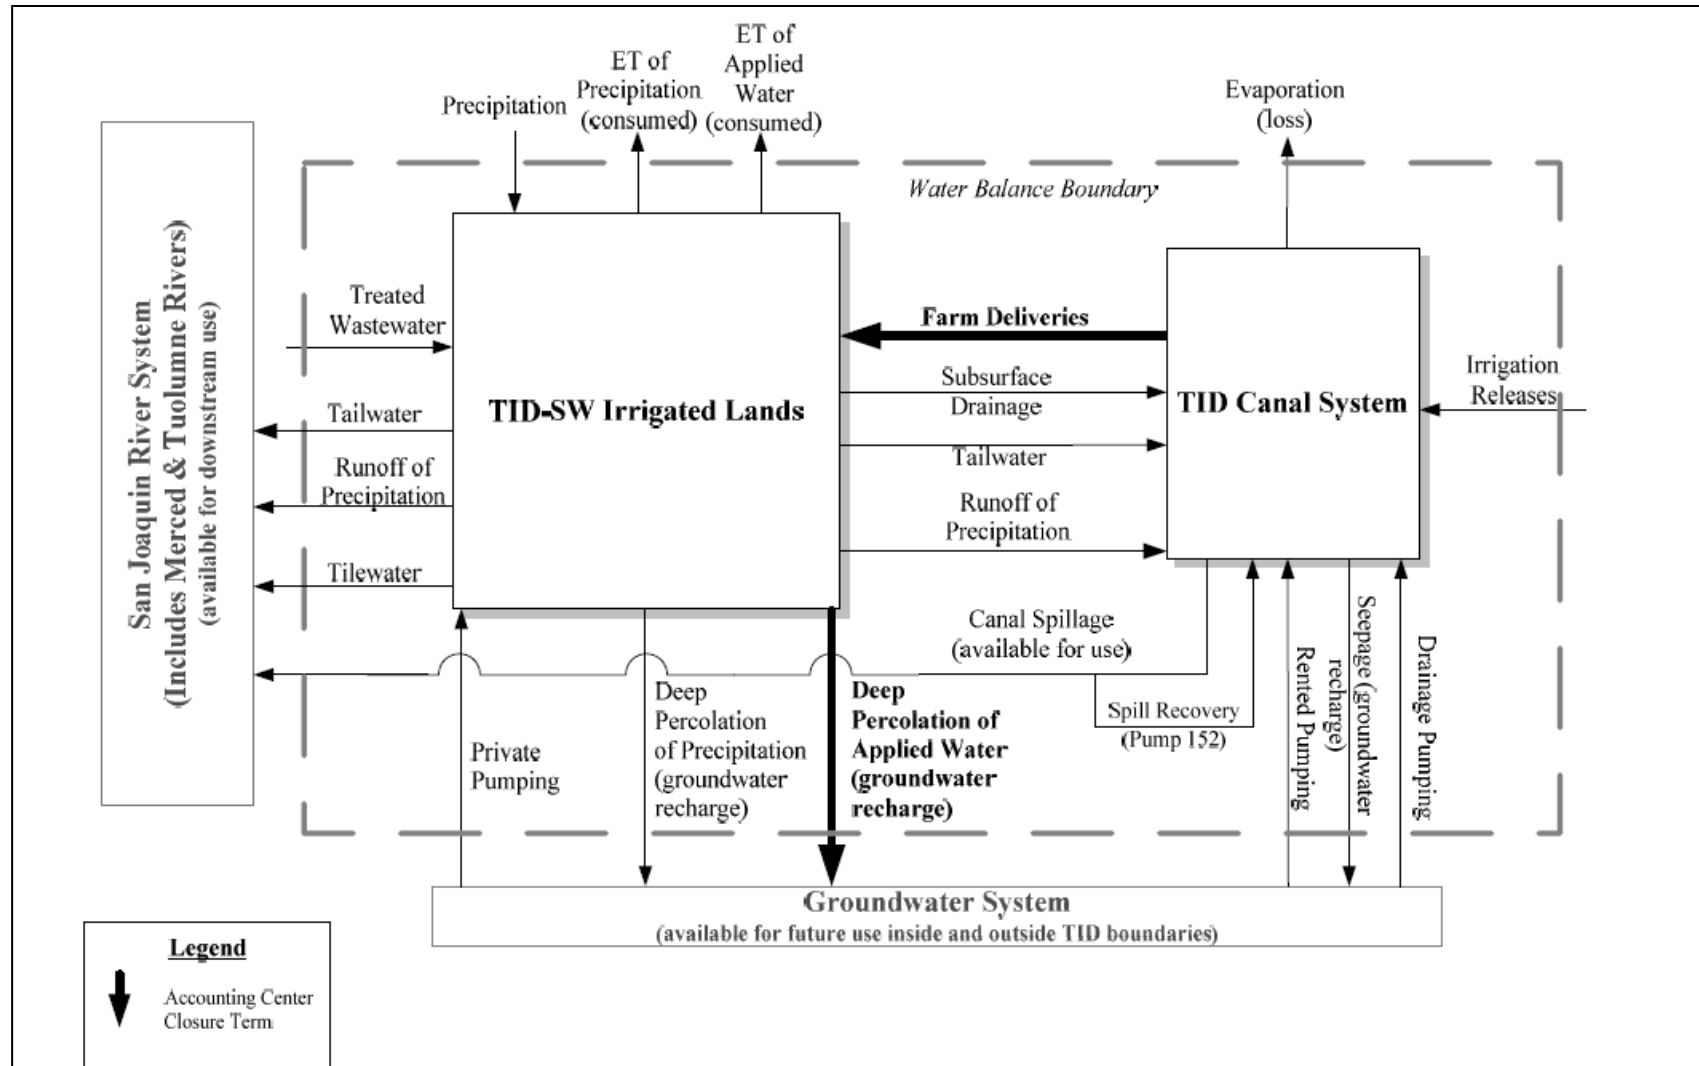 ET of
Applied
Water
(consumed)
ET of
Precipitation
(consumed)
Precipitation
Evaporation
(loss)
Water Balance Boundary
San Joaquin River System
(Includes Merced & Tuolumne Rivers)
(available for downstream use)
Treated
Wastewater
Tailwater
Runoff of
Precipitation
Tilewater
TID-SW Irrigated Lands
Farm Deliveries
Subsurface
Drainage
Tailwater
Runoff of
Precipitation
TID Canal System
Irrigation
Releases
Canal Spillage
(available for use)
Spill Recovery
(Pump 152)
Rented Pumping
Seepage (groundwater
recharge)
Drainage Pumping
Private
Pumping
Deep
Percolation
of Precipitation
(groundwater
recharge)
Deep
Percolation of
Applied Water
(groundwater
recharge)
Groundwater System
(available for future use inside and outside TID boundaries)
Legend
Accounting Center
Closure Term